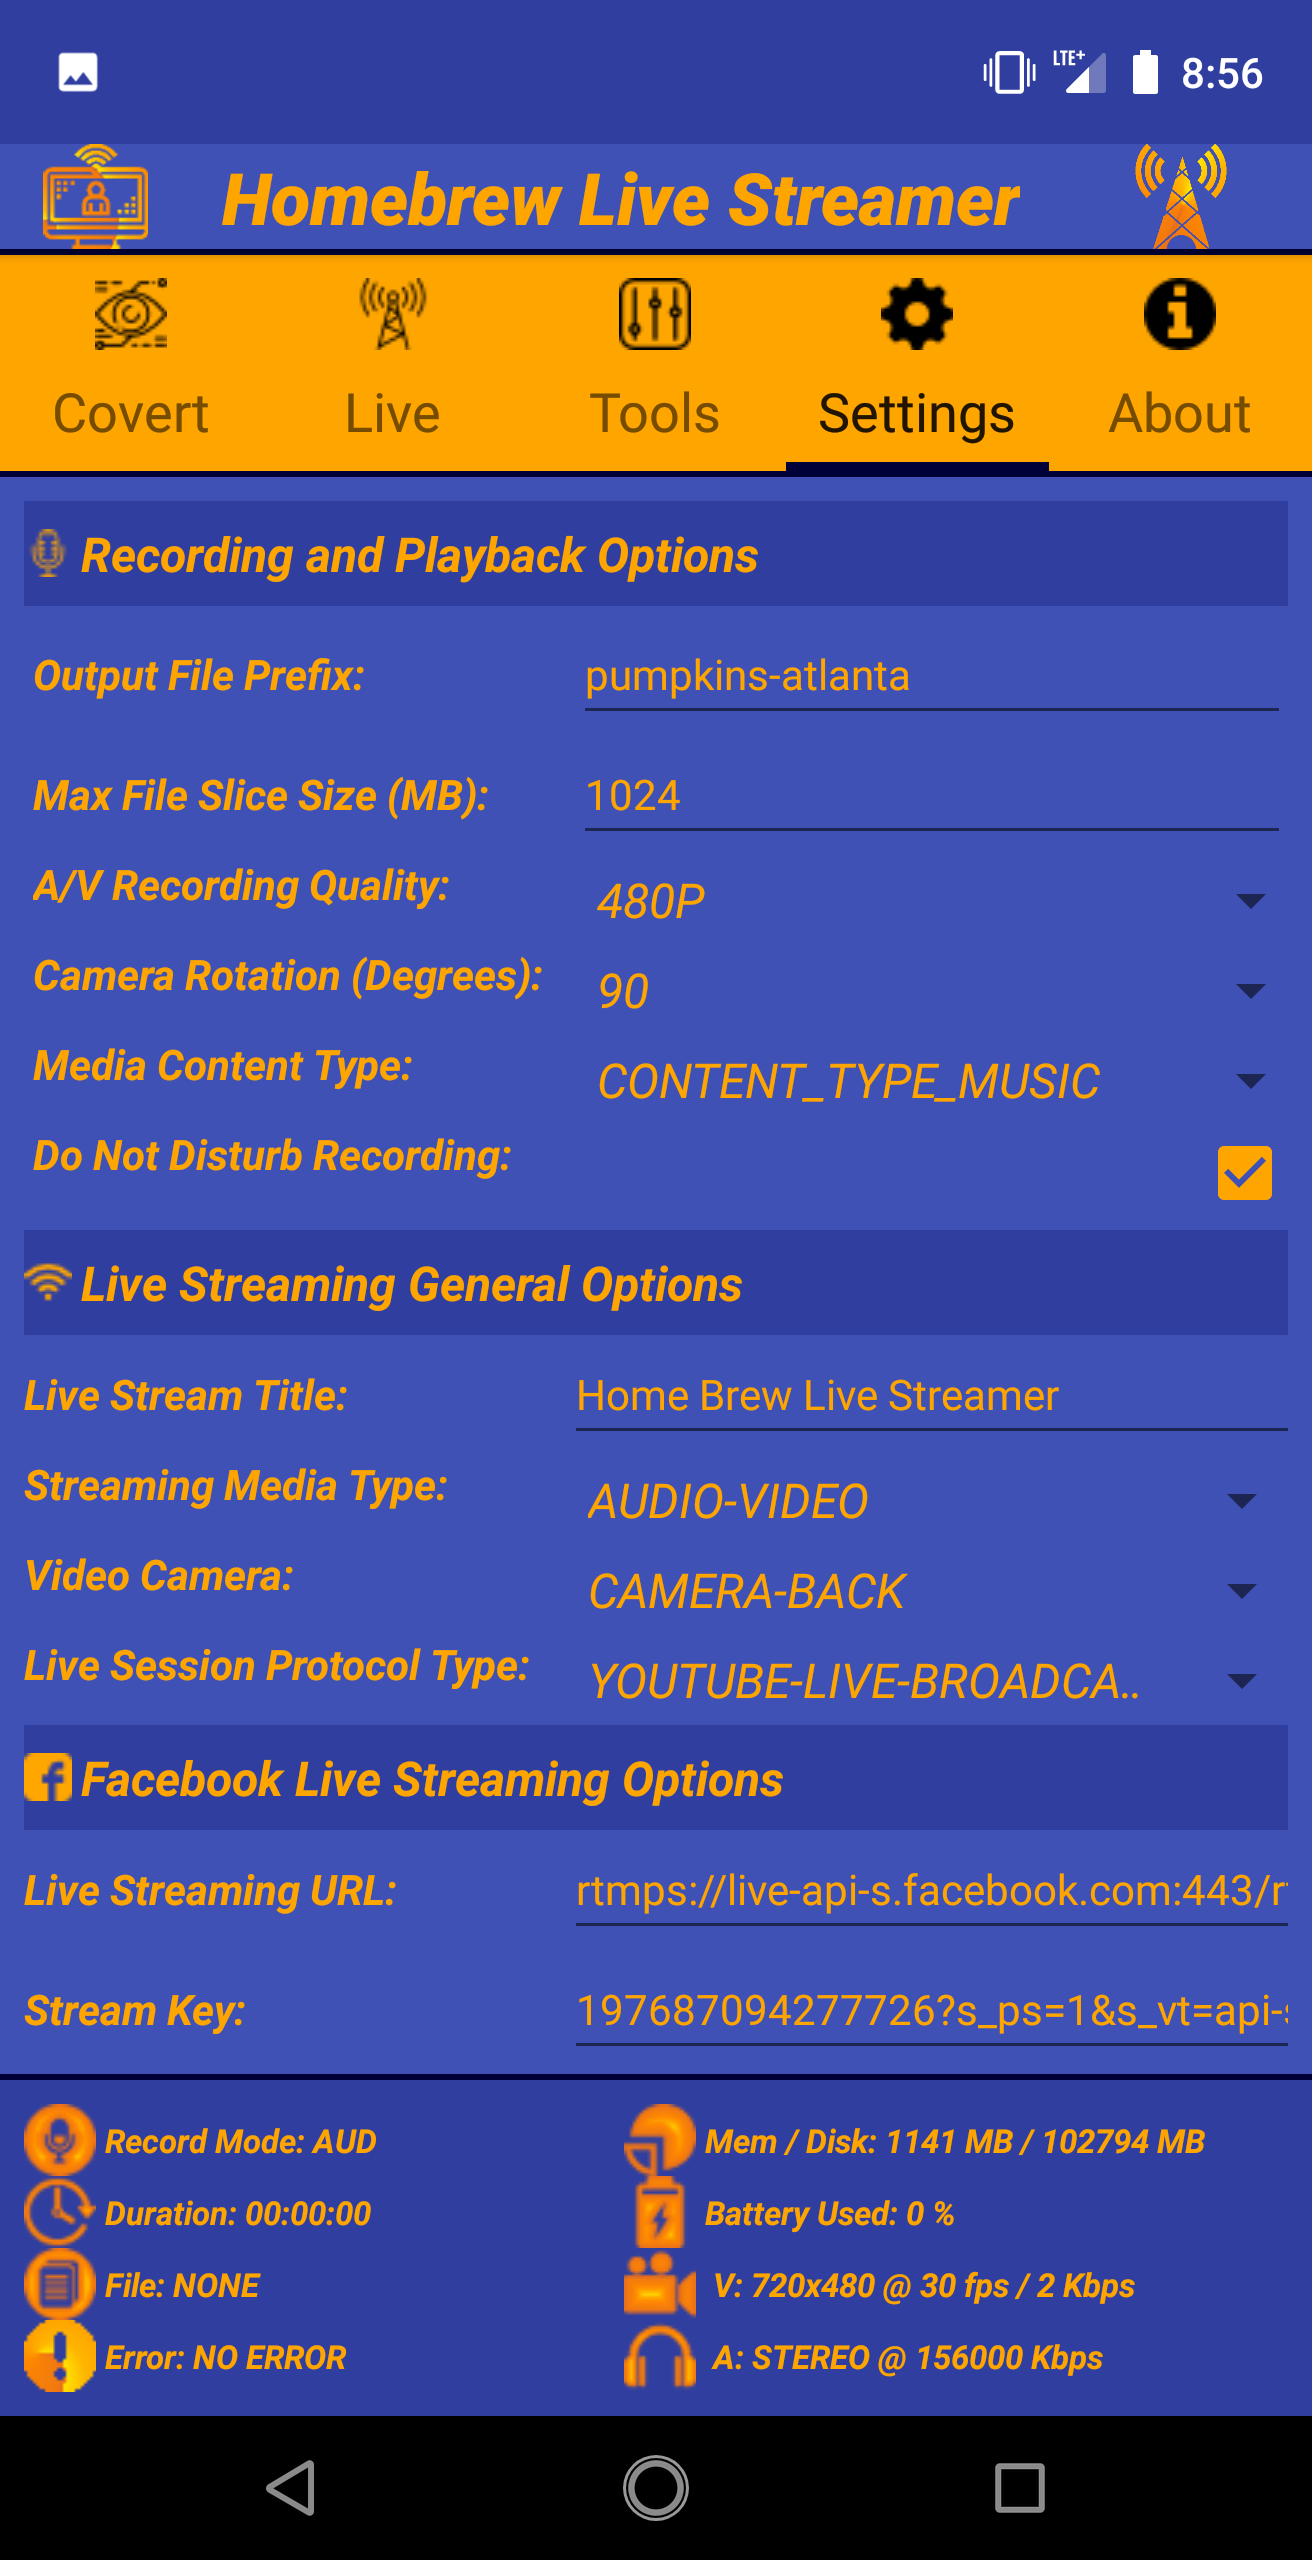 LTE+ 8:56
Homebrew Live Streamer
Covert Live Tools Settings About
Recording and Playback Options
Output File Prefix: pumpkins-atlanta
Max File Slice Size (MB): 1024
A/V Recording Quality: 480P
Camera Rotation (Degrees): 90
Media Content Type: CONTENT_TYPE_MUSIC
Do Not Disturb Recording:
Live Streaming General Options
Live Stream Title: Home Brew Live Streamer
Streaming Media Type: AUDIO-VIDEO
Video Camera: CAMERA-BACK
Live Session Protocol Type: YOUTUBE-LIVE-BROADCA..
Facebook Live Streaming Options
Live Streaming URL: rtmps://live-api-s.facebook.com:443/r
Stream Key: 197687094277726?s_ps=1&s_vt=api-s
Record Mode: AUD Mem / Disk: 1141 MB / 102794 MB
Duration: 00:00:00 Battery Used: 0 %
File: NONE V: 720x480 @ 30 fps / 2 Kbps
Error: NO ERROR A: STEREO @ 156000 Kbps